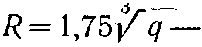 R = 1,75∛q —